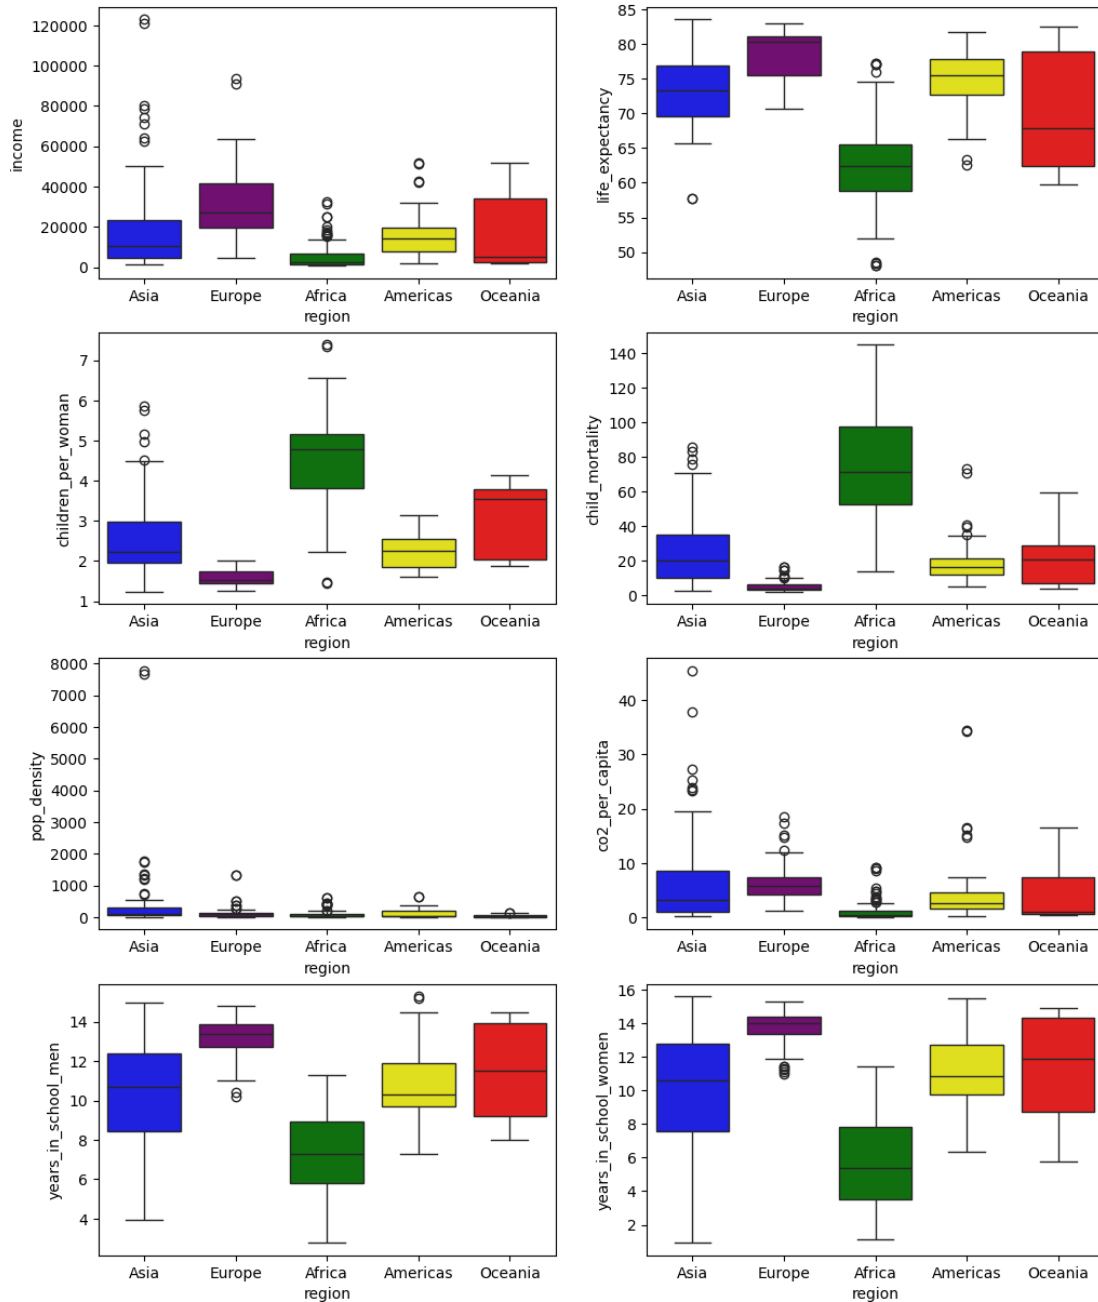 income
120000
100000
80000
60000
40000
20000
0
Asia Europe Africa Americas Oceania
region
life_expectancy
85
80
75
70
65
60
55
50
Asia Europe Africa Americas Oceania
region
children_per_woman
7
6
5
4
3
2
1
Asia Europe Africa Americas Oceania
region
child_mortality
140
120
100
80
60
40
20
0
Asia Europe Africa Americas Oceania
region
pop_density
8000
7000
6000
5000
4000
3000
2000
1000
0
Asia Europe Africa Americas Oceania
region
co2_per_capita
40
30
20
10
0
Asia Europe Africa Americas Oceania
region
years_in_school_men
14
12
10
8
6
4
Asia Europe Africa Americas Oceania
region
years_in_school_women
16
14
12
10
8
6
4
2
Asia Europe Africa Americas Oceania
region